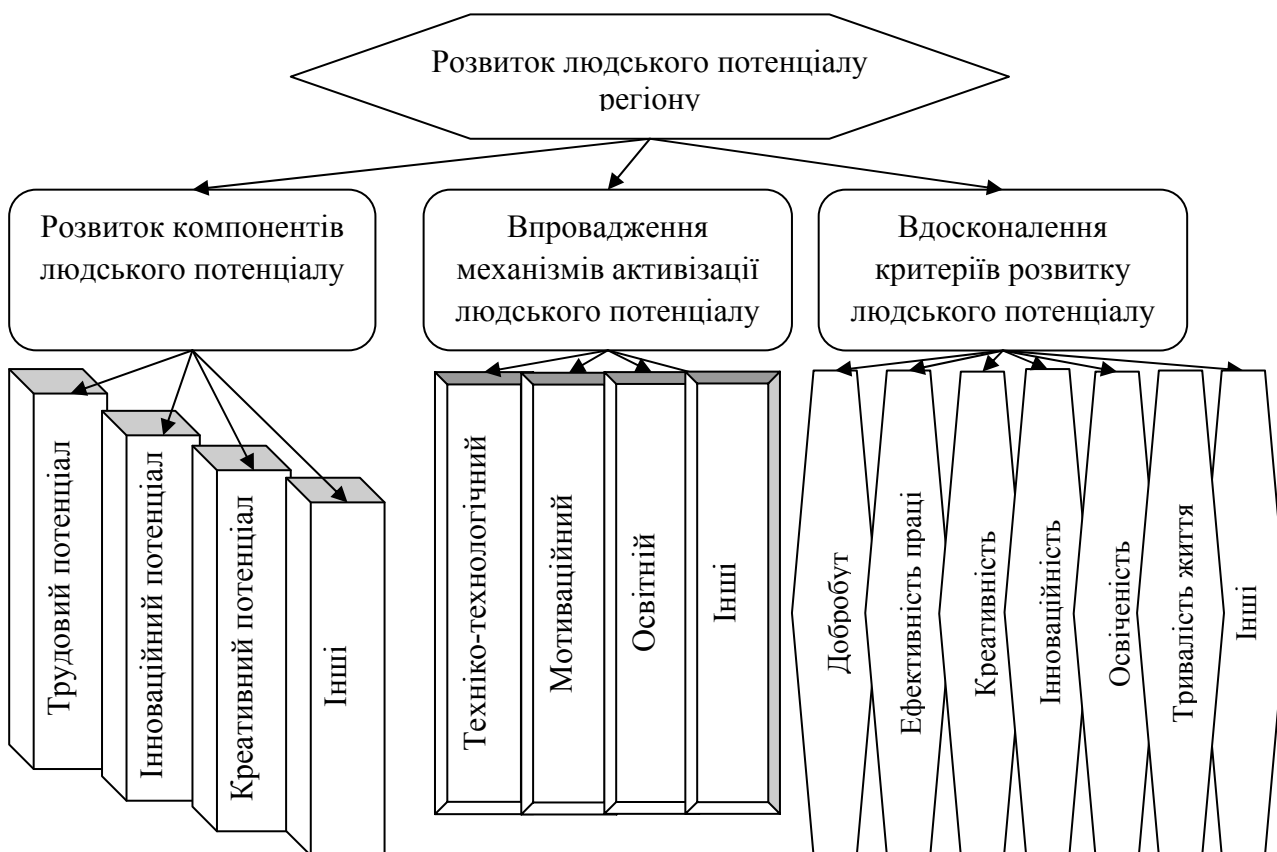 Розвиток людського потенціалу
регіону
Розвиток компонентів
людського потенціалу
Впровадження
механізмів активізації
людського потенціалу
Вдосконалення
критеріїв розвитку
людського потенціалу
Трудовий потенціал
Інноваційний потенціал
Креативний потенціал
Інші
Техніко-технологічний
Мотиваційний
Освітній
Інші
Добробут
Ефективність праці
Креативність
Інноваційність
Освіченість
Тривалість життя
Інші